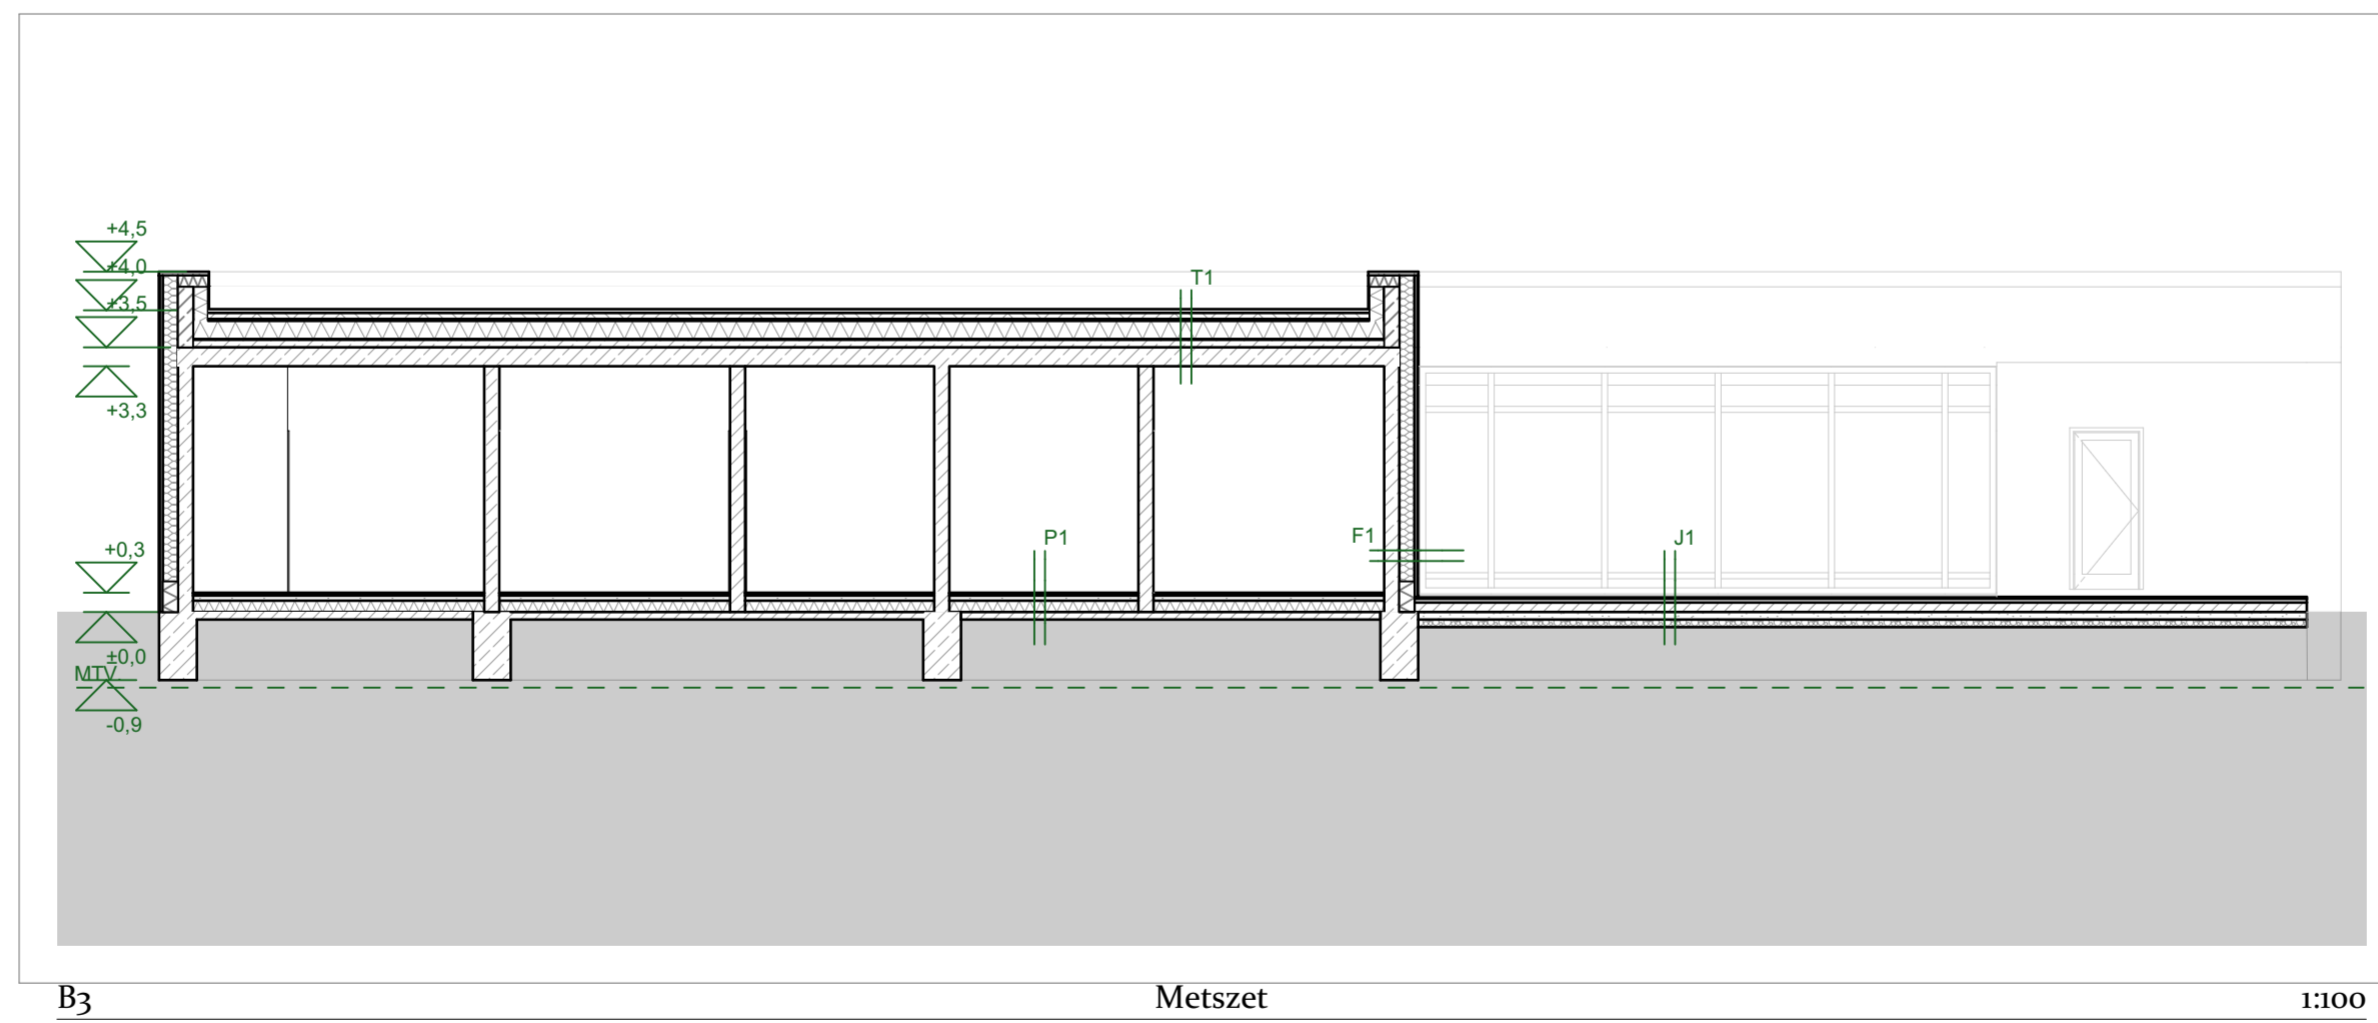 +4,5
+4,0
T1
+3,5
+3,3
P1
F1
J1
+0,3
±0,0
MTV.
-0,9
B3
Metszet
1:100